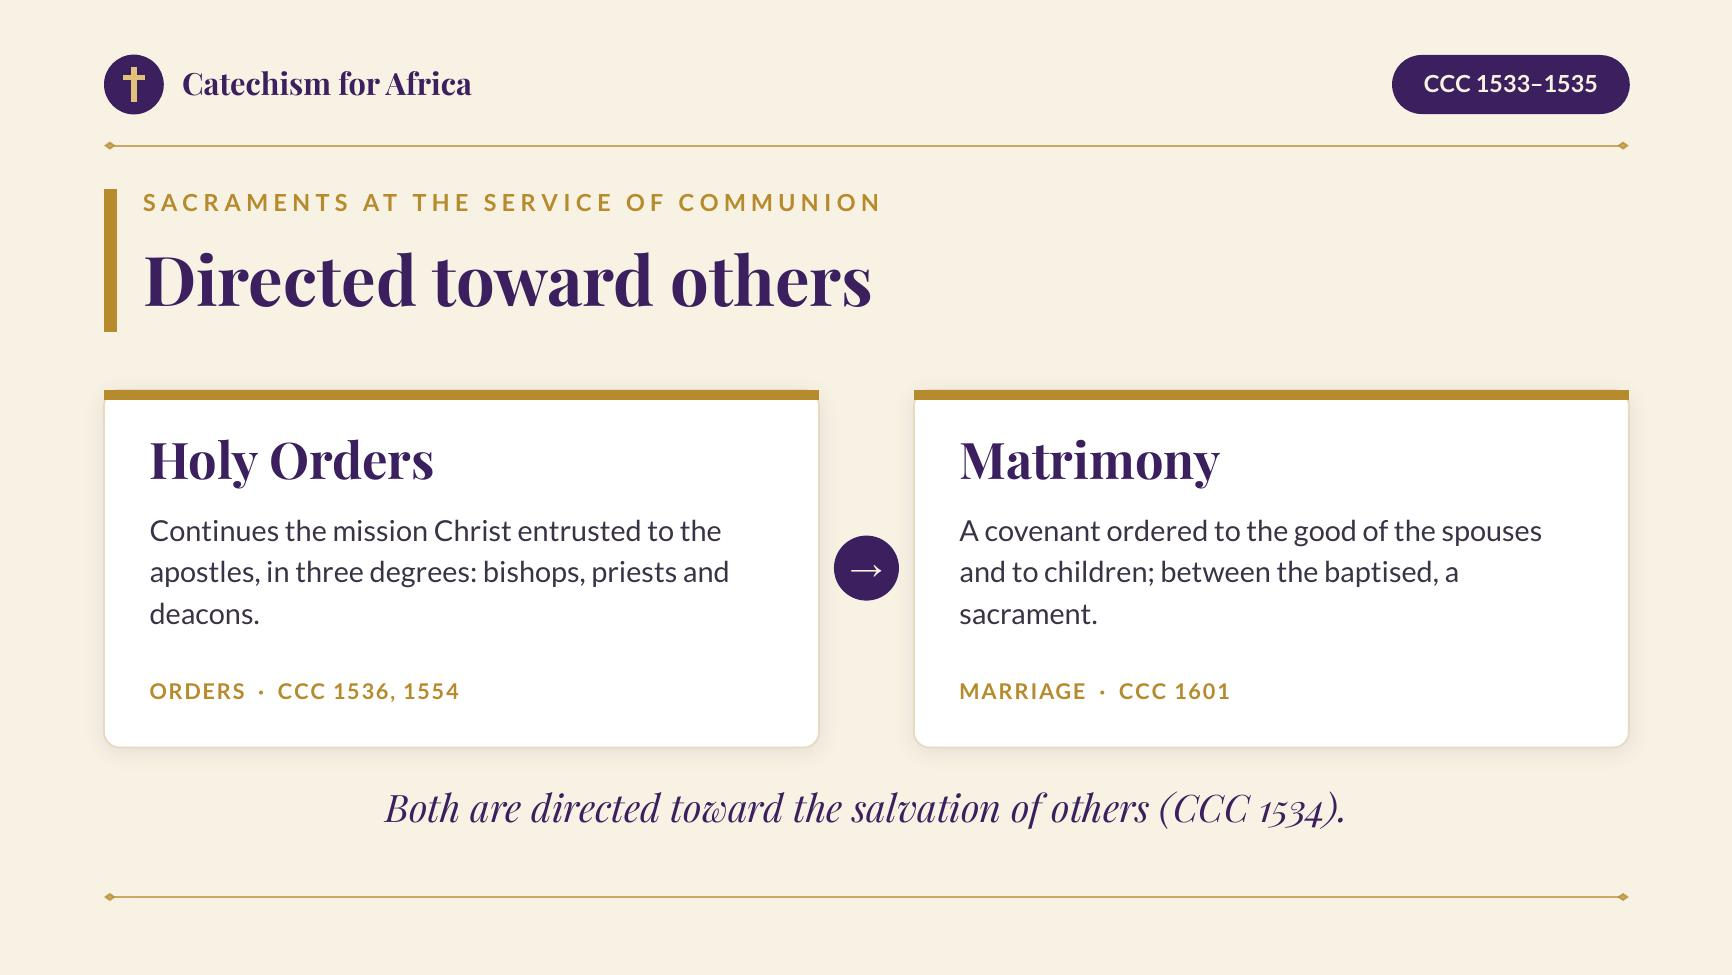 Catechism for Africa
CCC 1533–1535
SACRAMENTS AT THE SERVICE OF COMMUNION
Directed toward others
Holy Orders
Continues the mission Christ entrusted to the
apostles, in three degrees: bishops, priests and
deacons.
ORDERS · CCC 1536, 1554
→
Matrimony
A covenant ordered to the good of the spouses
and to children; between the baptised, a
sacrament.
MARRIAGE · CCC 1601
Both are directed toward the salvation of others (CCC 1534).